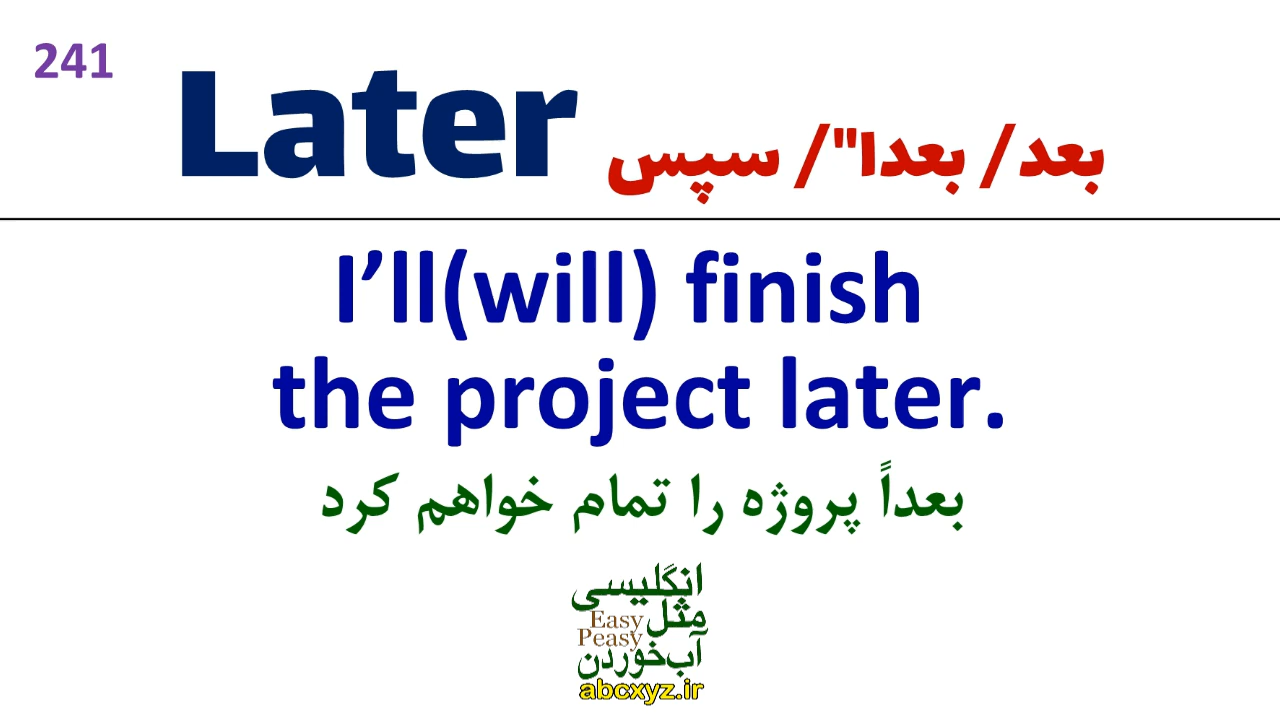 241
Later بعد/ بعدا"/ سپس
I’ll(will) finish
the project later.
بعداً پروژه را تمام خواهم کرد
انگلیسی
مثل
Easy
Peasy
آب‌خوردن
abcxyz.ir